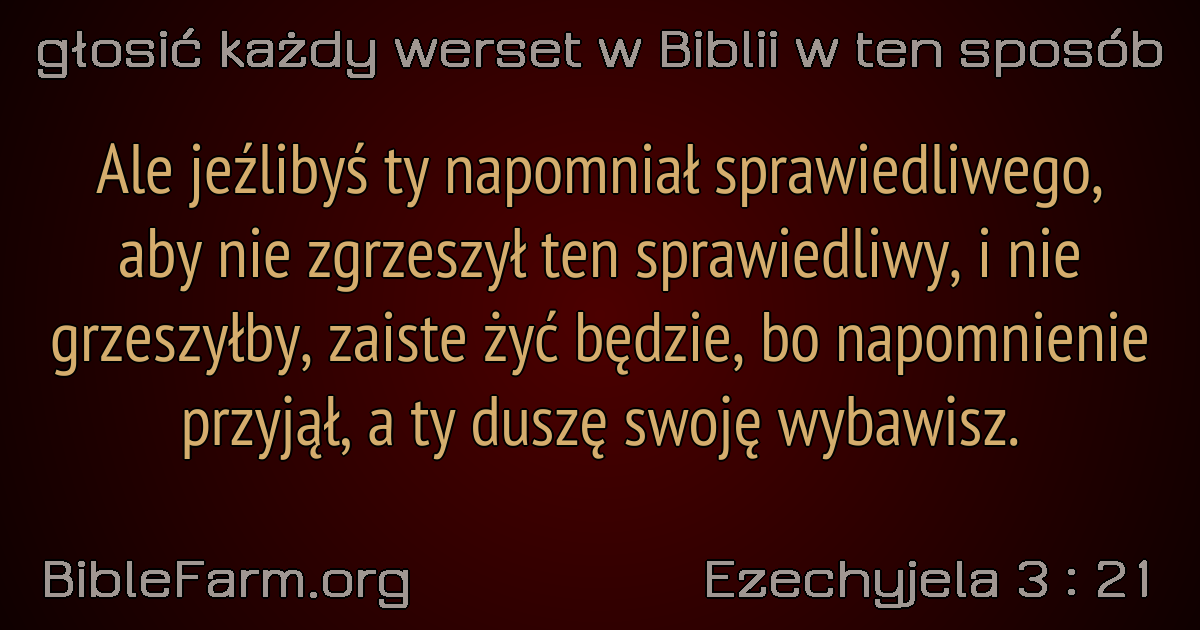 głosić każdy werset w Biblii w ten sposób
Ale jeźlibyś ty napomniał sprawiedliwego,
aby nie zgrzeszył ten sprawiedliwy, i nie
grzeszyłby, zaiste żyć będzie, bo napomnienie
przyjął, a ty duszę swoję wybawisz.
BibleFarm.org
Ezechyjela 3 : 21